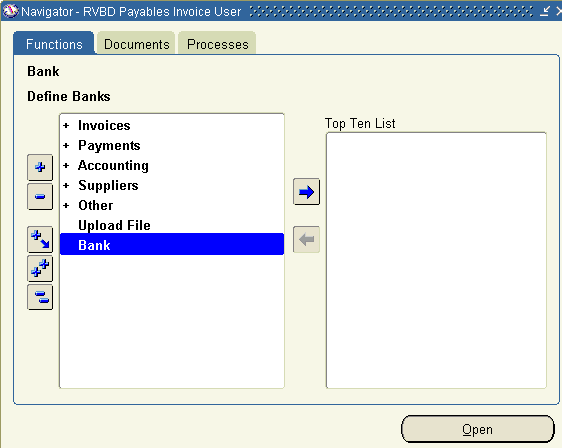 Navigator - RVBD Payables Invoice User
Functions Documents Processes
Bank
Define Banks
Top Ten List
+ Invoices
+ Payments
+ Accounting
+ Suppliers
+ Other
Upload File
Bank
Open